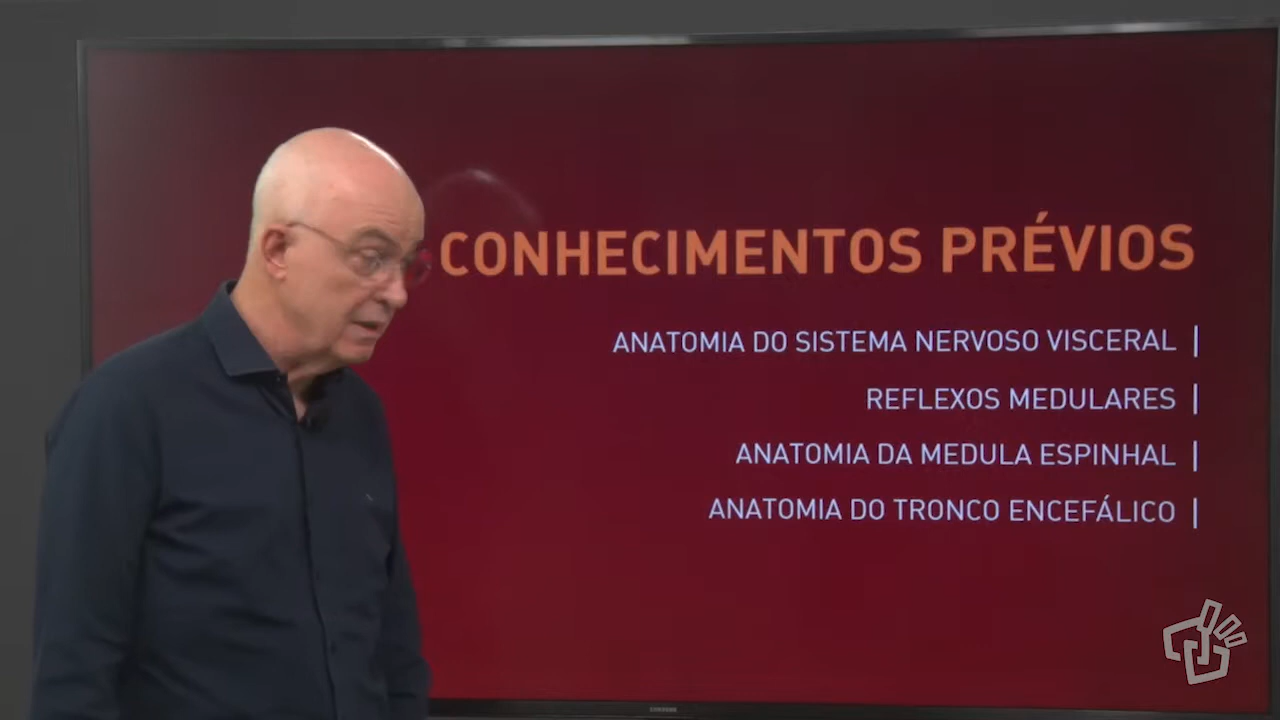 CONHECIMENTOS PRÉVIOS
ANATOMIA DO SISTEMA NERVOSO VISCERAL
REFLEXOS MEDULARES
ANATOMIA DA MEDULA ESPINHAL
ANATOMIA DO TRONCO ENCEFÁLICO